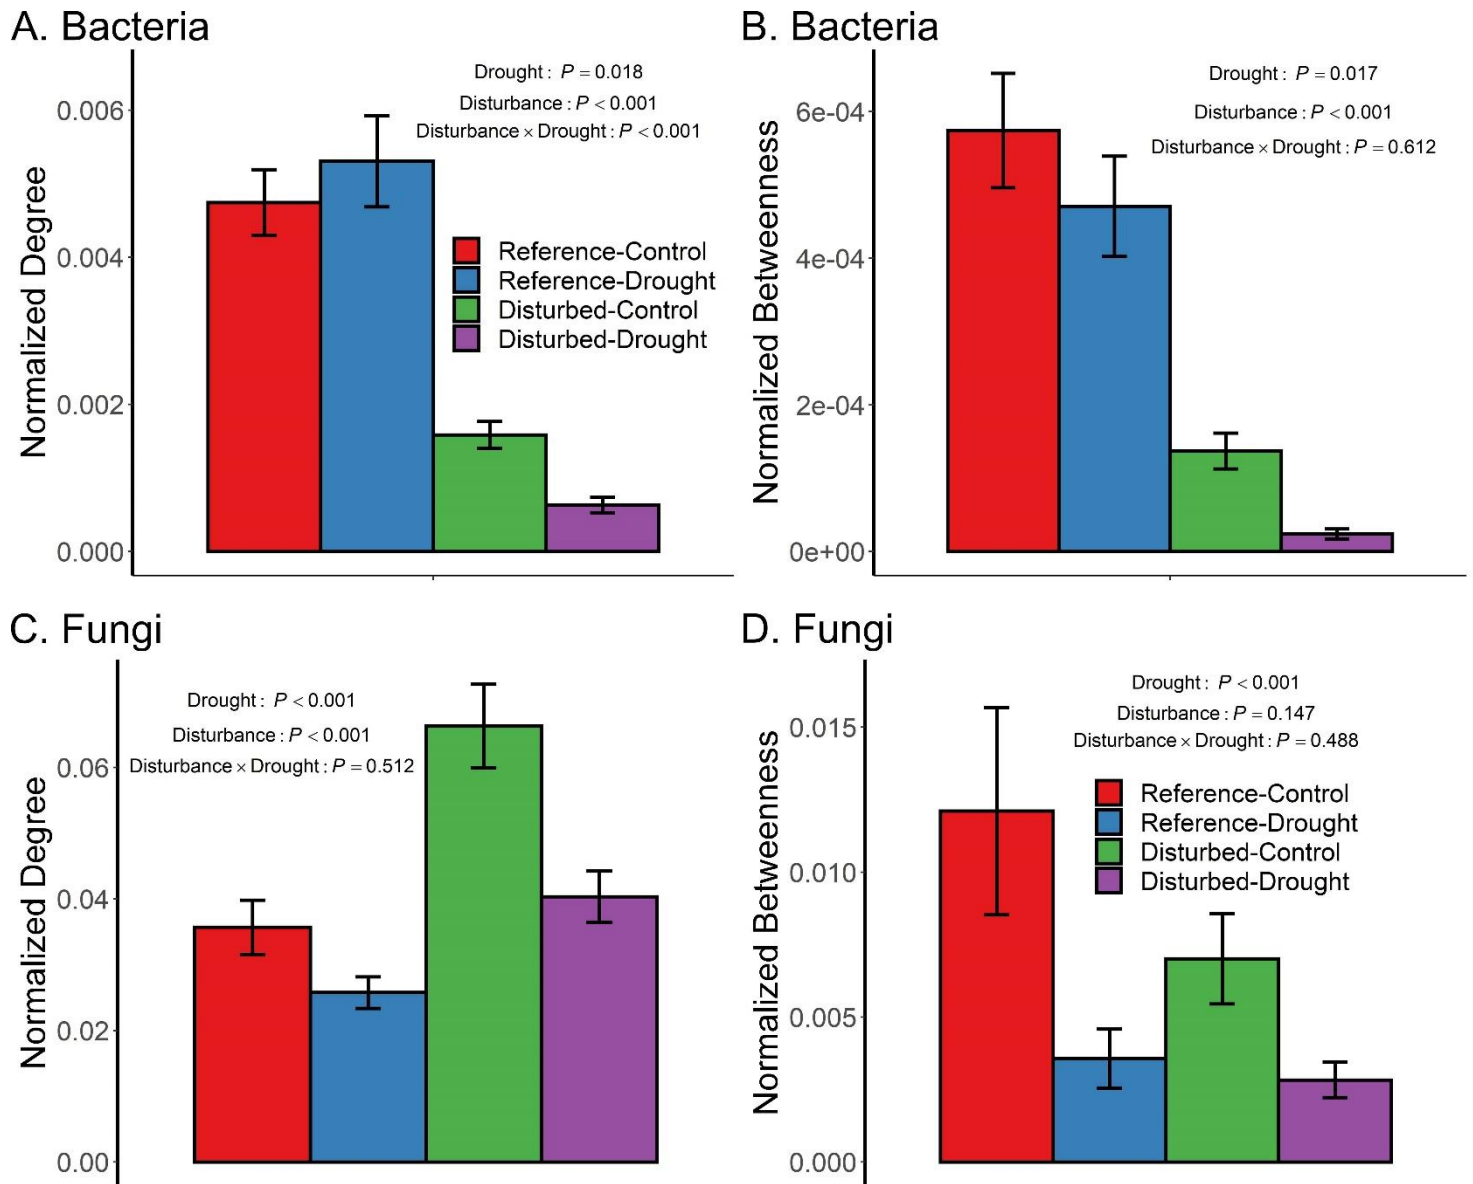 A. Bacteria
Drought: P = 0.018
Disturbance: P < 0.001
Disturbance × Drought: P < 0.001
Normalized Degree
0.006
0.004
0.002
0.000
Reference-Control
Reference-Drought
Disturbed-Control
Disturbed-Drought
B. Bacteria
Drought: P = 0.017
Disturbance: P < 0.001
Disturbance × Drought: P = 0.612
Normalized Betweenness
6e-04
4e-04
2e-04
0e+00
C. Fungi
Drought: P < 0.001
Disturbance: P < 0.001
Disturbance × Drought: P = 0.512
Normalized Degree
0.06
0.04
0.02
0.00
D. Fungi
Drought: P < 0.001
Disturbance: P = 0.147
Disturbance × Drought: P = 0.488
Normalized Betweenness
0.015
0.010
0.005
0.000
Reference-Control
Reference-Drought
Disturbed-Control
Disturbed-Drought